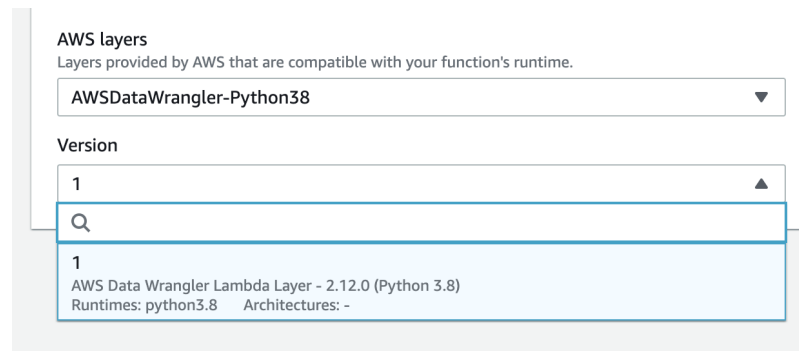 AWS layers
Layers provided by AWS that are compatible with your function's runtime.
AWSDataWrangler-Python38
Version
1
1
AWS Data Wrangler Lambda Layer - 2.12.0 (Python 3.8)
Runtimes: python3.8 Architectures: -